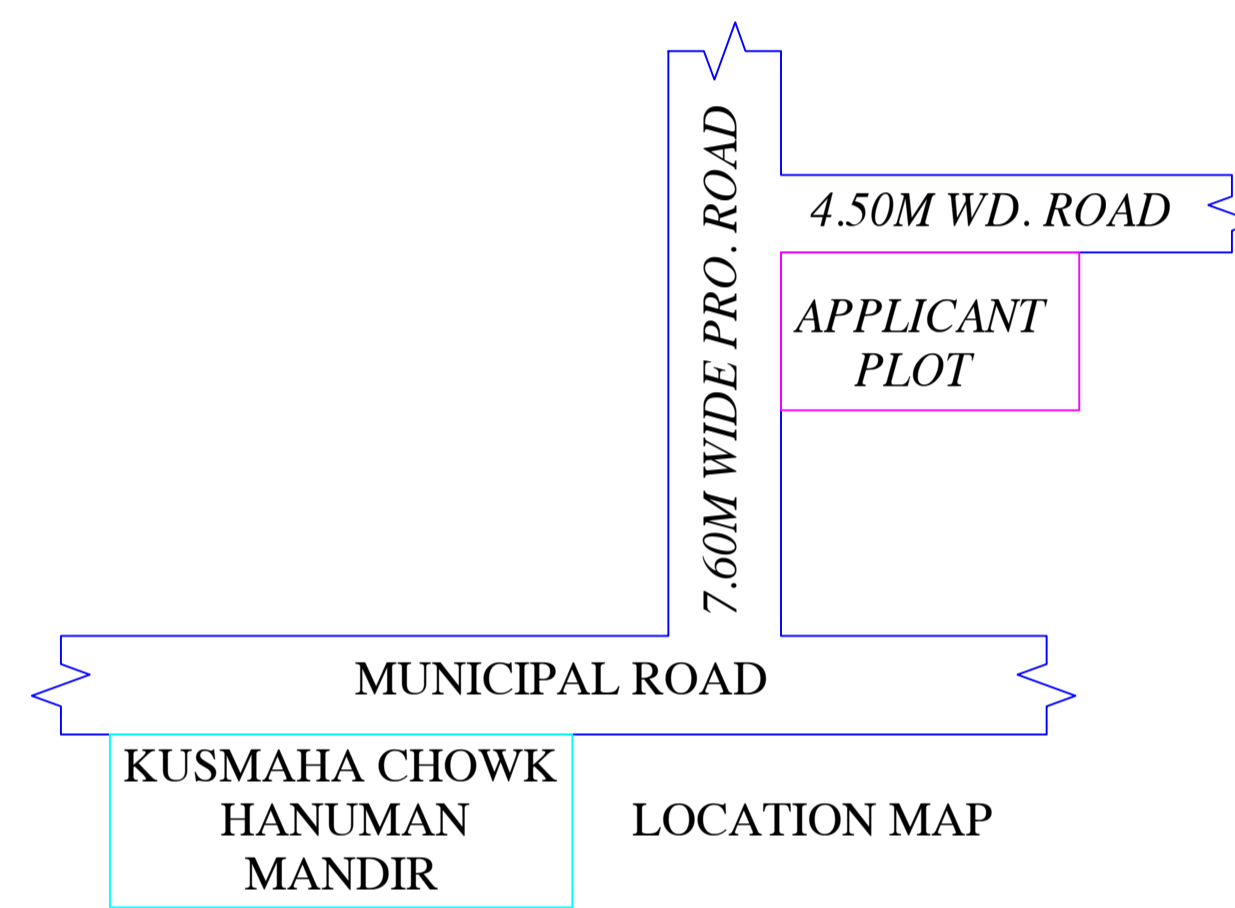 7.60M WIDE PRO. ROAD
4.50M WD. ROAD
APPLICANT
PLOT
MUNICIPAL ROAD
KUSMAHA CHOWK
HANUMAN
MANDIR
LOCATION MAP